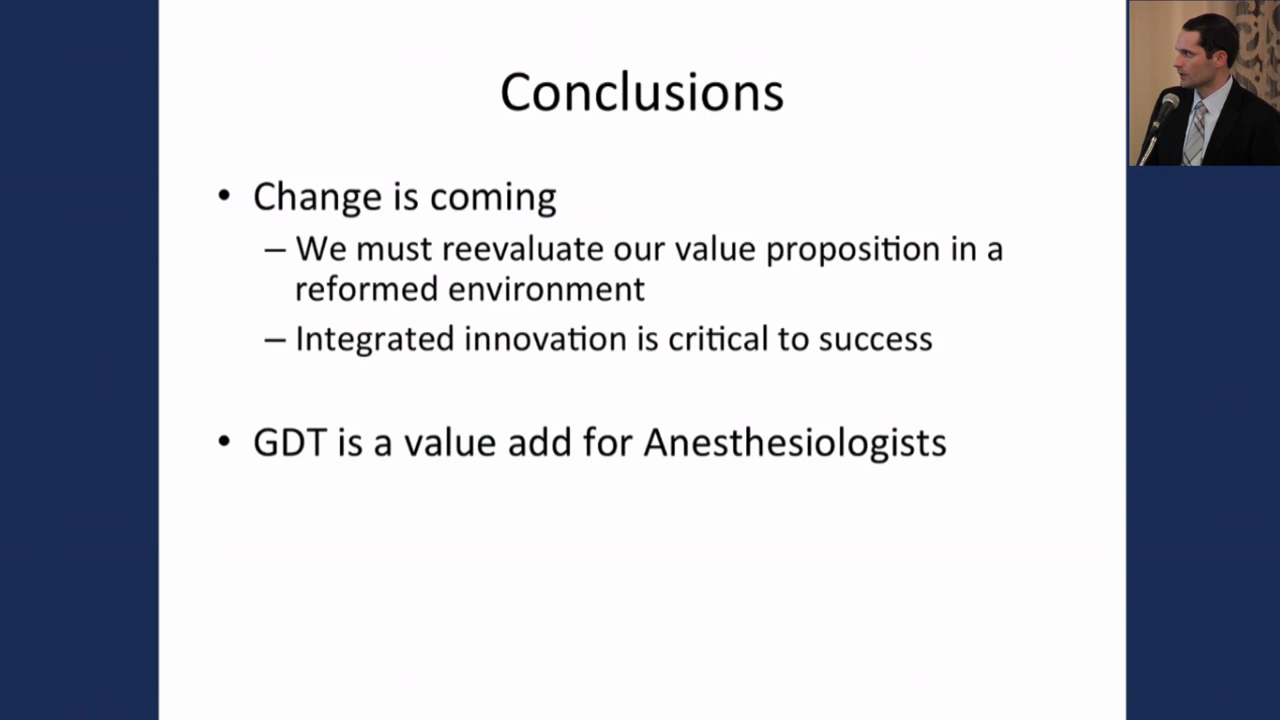 Conclusions
• Change is coming
– We must reevaluate our value proposition in a
reformed environment
– Integrated innovation is critical to success
• GDT is a value add for Anesthesiologists